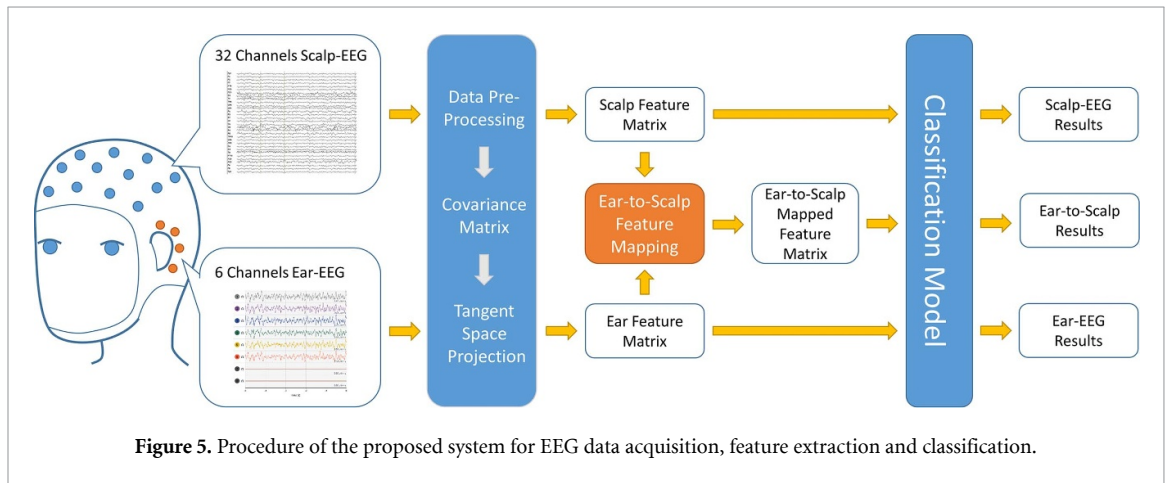 32 Channels Scalp-EEG
6 Channels Ear-EEG
Data Pre-
Processing
Covariance
Matrix
Tangent
Space
Projection
Scalp Feature
Matrix
Ear-to-Scalp
Feature
Mapping
Ear-to-Scalp
Mapped
Feature
Matrix
Ear Feature
Matrix
Classification Model
Scalp-EEG
Results
Ear-to-Scalp
Results
Ear-EEG
Results
Figure 5. Procedure of the proposed system for EEG data acquisition, feature extraction and classification.